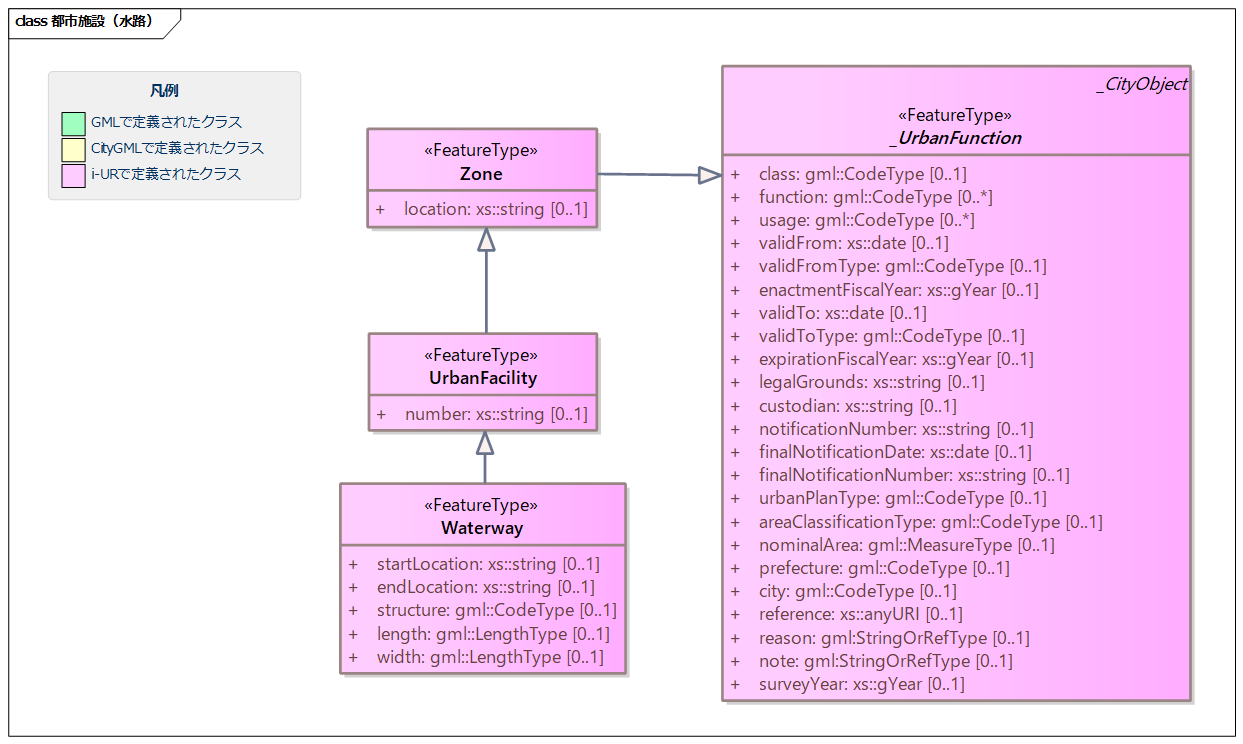 class 都市施設（水路）
凡例
GMLで定義されたクラス
CityGMLで定義されたクラス
i-URで定義されたクラス
«FeatureType»
Zone
+ location: xs::string [0..1]
«FeatureType»
UrbanFacility
+ number: xs::string [0..1]
«FeatureType»
Waterway
+ startLocation: xs::string [0..1]
+ endLocation: xs::string [0..1]
+ structure: gml::CodeType [0..1]
+ length: gml::LengthType [0..1]
+ width: gml::LengthType [0..1]
_CityObject
«FeatureType»
_UrbanFunction
+ class: gml::CodeType [0..1]
+ function: gml::CodeType [0..*]
+ usage: gml::CodeType [0..*]
+ validFrom: xs::date [0..1]
+ validFromType: gml::CodeType [0..1]
+ enactmentFiscalYear: xs::gYear [0..1]
+ validTo: xs::date [0..1]
+ validToType: gml::CodeType [0..1]
+ expirationFiscalYear: xs::gYear [0..1]
+ legalGrounds: xs::string [0..1]
+ custodian: xs::string [0..1]
+ notificationNumber: xs::string [0..1]
+ finalNotificationDate: xs::date [0..1]
+ finalNotificationNumber: xs::string [0..1]
+ urbanPlanType: gml::CodeType [0..1]
+ areaClassificationType: gml::CodeType [0..1]
+ nominalArea: gml::MeasureType [0..1]
+ prefecture: gml::CodeType [0..1]
+ city: gml::CodeType [0..1]
+ reference: xs::anyURI [0..1]
+ reason: gml:StringOrRefType [0..1]
+ note: gml:StringOrRefType [0..1]
+ surveyYear: xs::gYear [0..1]